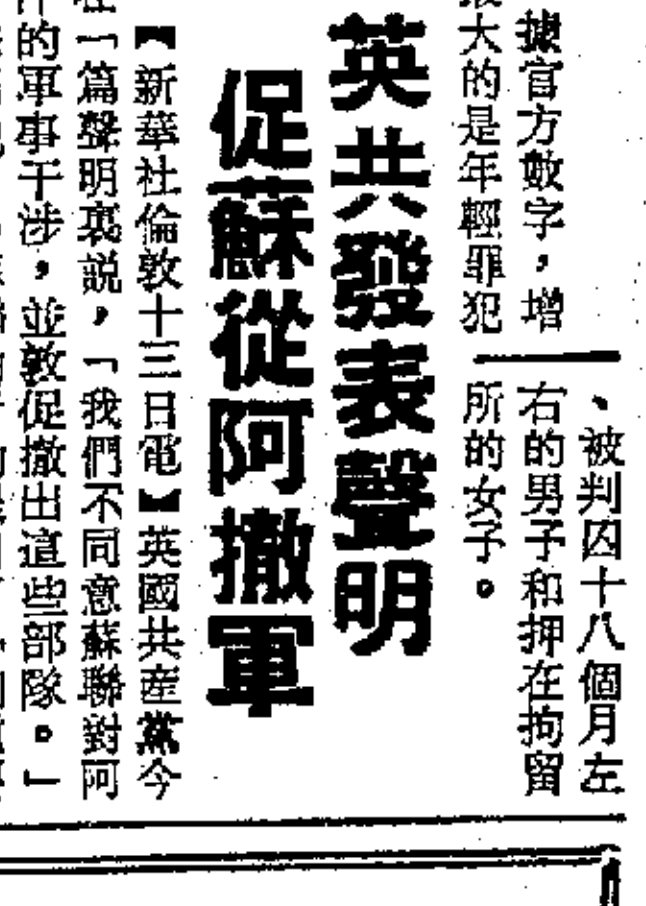 據官方數字，增
大的是年輕罪犯
、被判囚十八個月左
右的男子和押在拘留
所的女子。
英共發表聲明
促蘇從阿撤軍
【新華社倫敦十三日電】英國共產黨今
在一篇聲明裏説，「我們不同意蘇聯對阿
的軍事干涉，並敦促撤出這些部隊。」